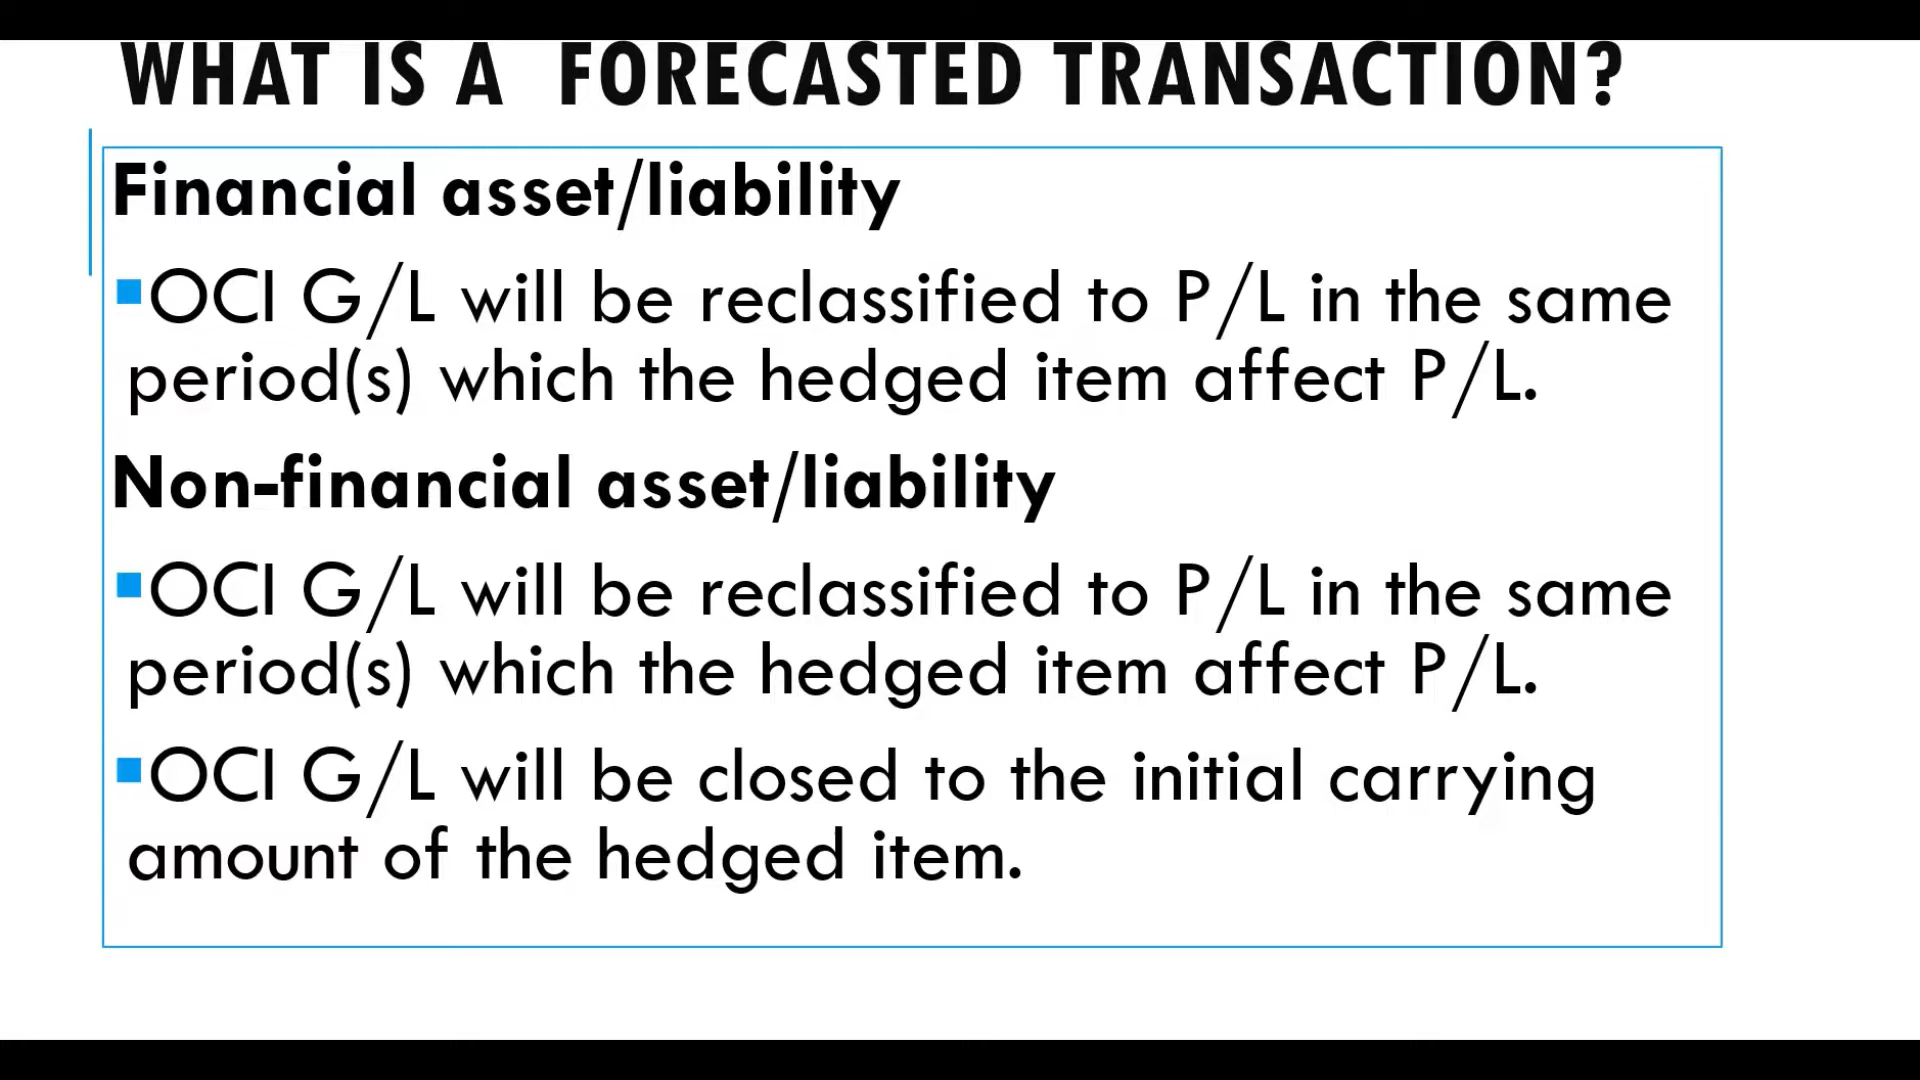 WHAT IS A FORECASTED TRANSACTION?
Financial asset/liability
▪OCI G/L will be reclassified to P/L in the same
period(s) which the hedged item affect P/L.
Non-financial asset/liability
▪OCI G/L will be reclassified to P/L in the same
period(s) which the hedged item affect P/L.
▪OCI G/L will be closed to the initial carrying
amount of the hedged item.